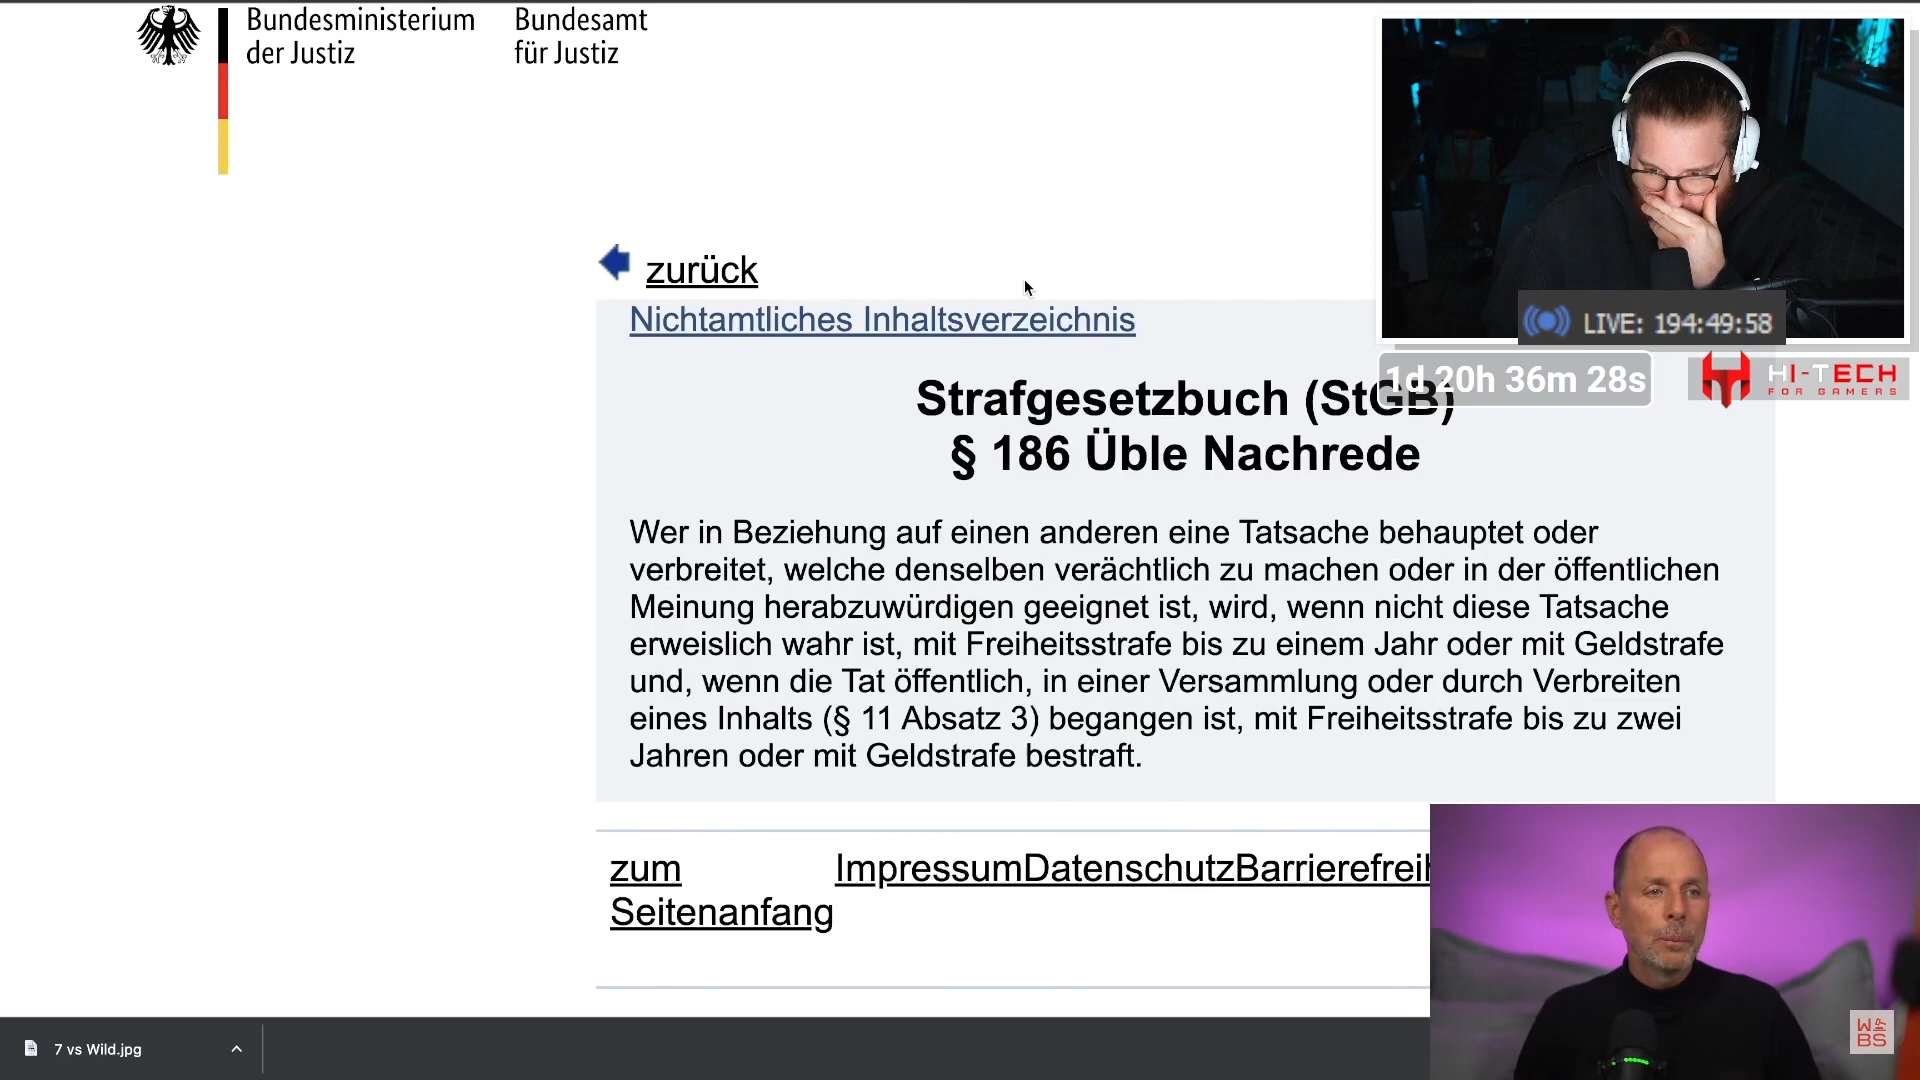 Bundesministerium
der Justiz
Bundesamt
für Justiz
zurück
Nichtamtliches Inhaltsverzeichnis
LIVE: 194:49:58
1d 20h 36m 28s
HI-TECH
FOR GAMERS
Strafgesetzbuch (StGB)
§ 186 Üble Nachrede
Wer in Beziehung auf einen anderen eine Tatsache behauptet oder
verbreitet, welche denselben verächtlich zu machen oder in der öffentlichen
Meinung herabzuwürdigen geeignet ist, wird, wenn nicht diese Tatsache
erweislich wahr ist, mit Freiheitsstrafe bis zu einem Jahr oder mit Geldstrafe
und, wenn die Tat öffentlich, in einer Versammlung oder durch Verbreiten
eines Inhalts (§ 11 Absatz 3) begangen ist, mit Freiheitsstrafe bis zu zwei
Jahren oder mit Geldstrafe bestraft.
zum
Seitenanfang
ImpressumDatenschutzBarrierefreih
7 vs Wild.jpg
W
BS